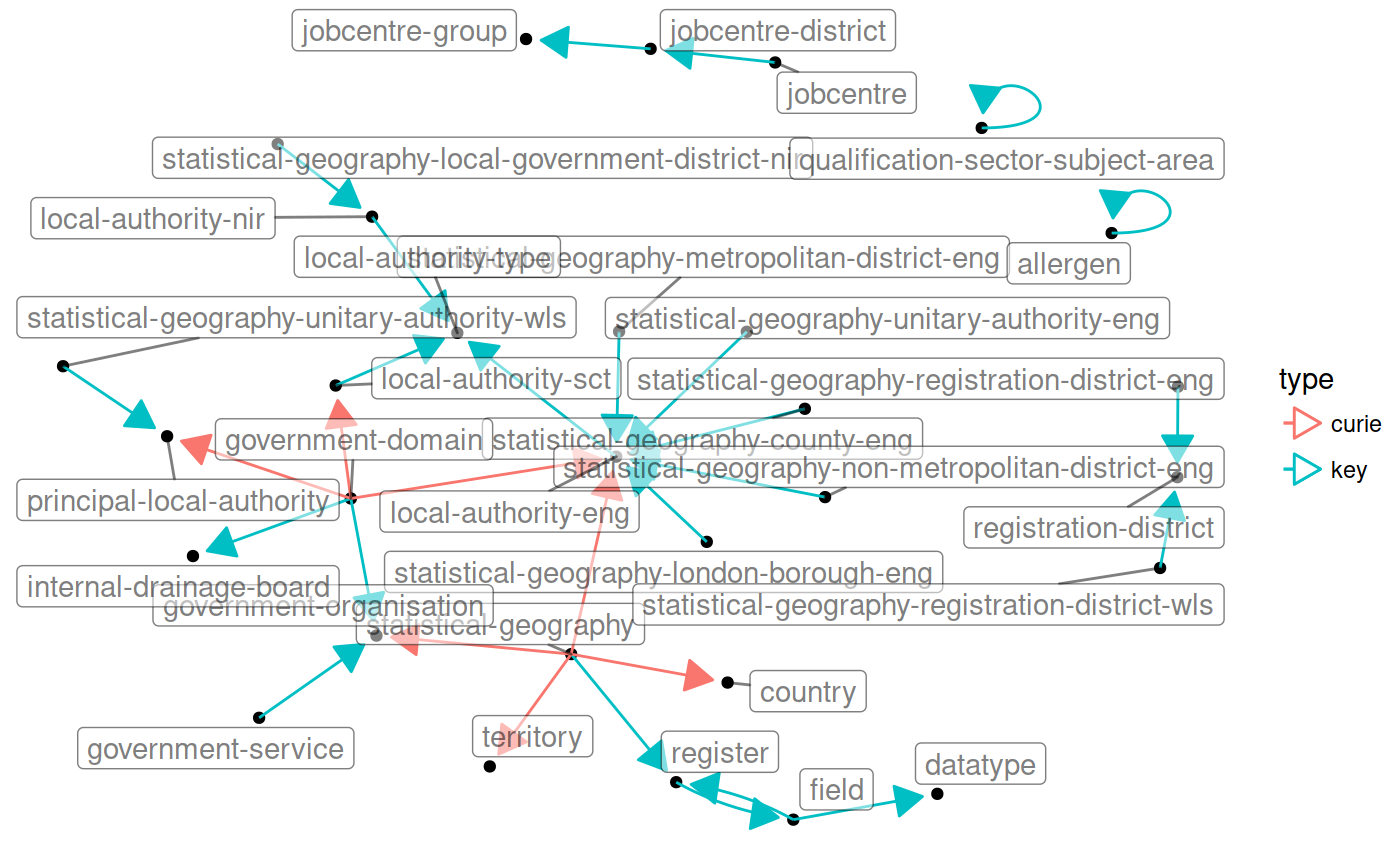 jobcentre-group
jobcentre-district
jobcentre
statistical-geography-local-government-district-nir
qualification-sector-subject-area
local-authority-nir
local-authority-type
statistical-geography-metropolitan-district-eng
allergen
statistical-geography-unitary-authority-wls
statistical-geography-unitary-authority-eng
local-authority-sct
statistical-geography-registration-district-eng
type
curie
key
government-domain
statistical-geography-county-eng
statistical-geography-non-metropolitan-district-eng
principal-local-authority
local-authority-eng
registration-district
internal-drainage-board
statistical-geography-london-borough-eng
government-organisation
statistical-geography-registration-district-wls
statistical-geography
country
government-service
territory
register
datatype
field